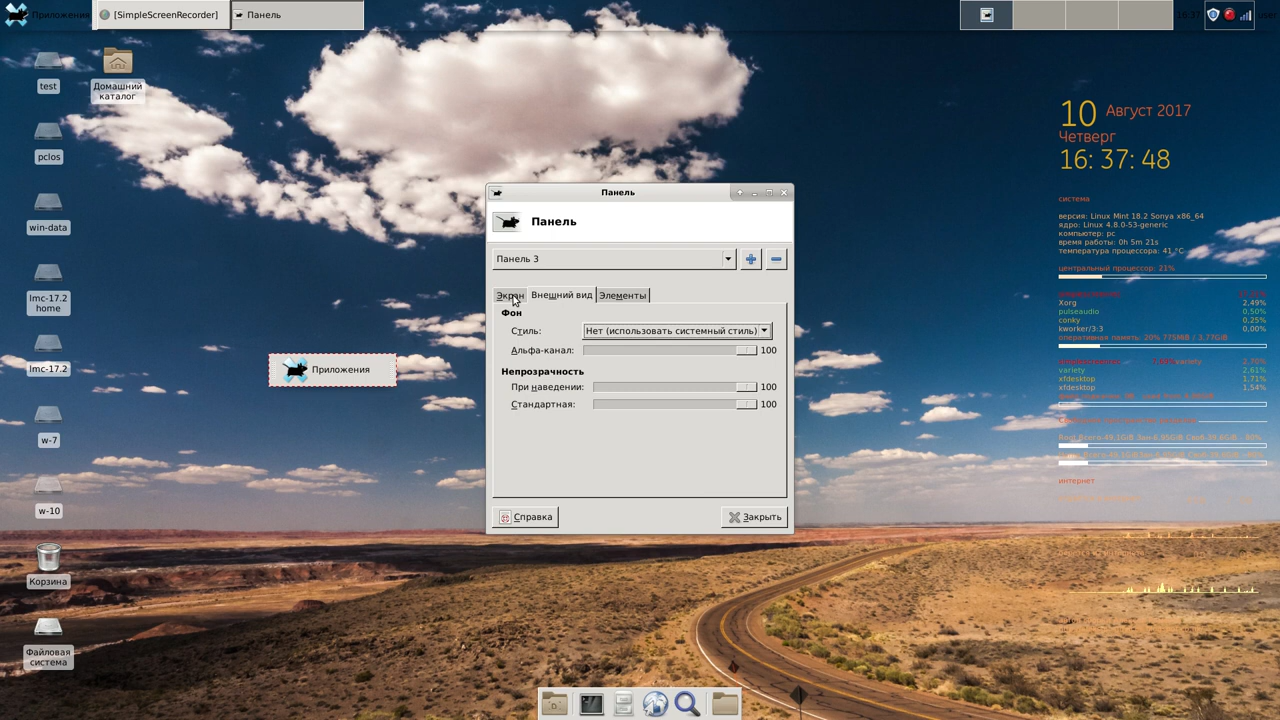 Приложения
[SimpleScreenRecorder]
Панель
test
Домашний
каталог
pclos
win-data
lmc-17.2
home
lmc-17.2
w-7
w-10
Корзина
Файловая
система
Приложения
Панель
Панель
Панель 3
Экран
Внешний вид
Элементы
Фон
Стиль:
Нет (использовать системный стиль)
Альфа-канал:
100
Непрозрачность
При наведении:
100
Стандартная:
100
Справка
Закрыть
10 Август 2017
Четверг
16: 37: 48
система
версия: Linux Mint 18.2 Sonya x86_64
ядро: Linux 4.8.0-53-generic
компьютер: pc
время работы: 0h 5m 21s
температура процессора: 41 °C
центральный процессор: 21%
Xorg 2,49%
pulseaudio 0,50%
conky 0,25%
kworker/3:3 0,00%
оперативная память: 20% 775MiB / 3,77GiB
variety 2,70%
variety 2,61%
xfdesktop 1,71%
xfdesktop 1,54%
интернет